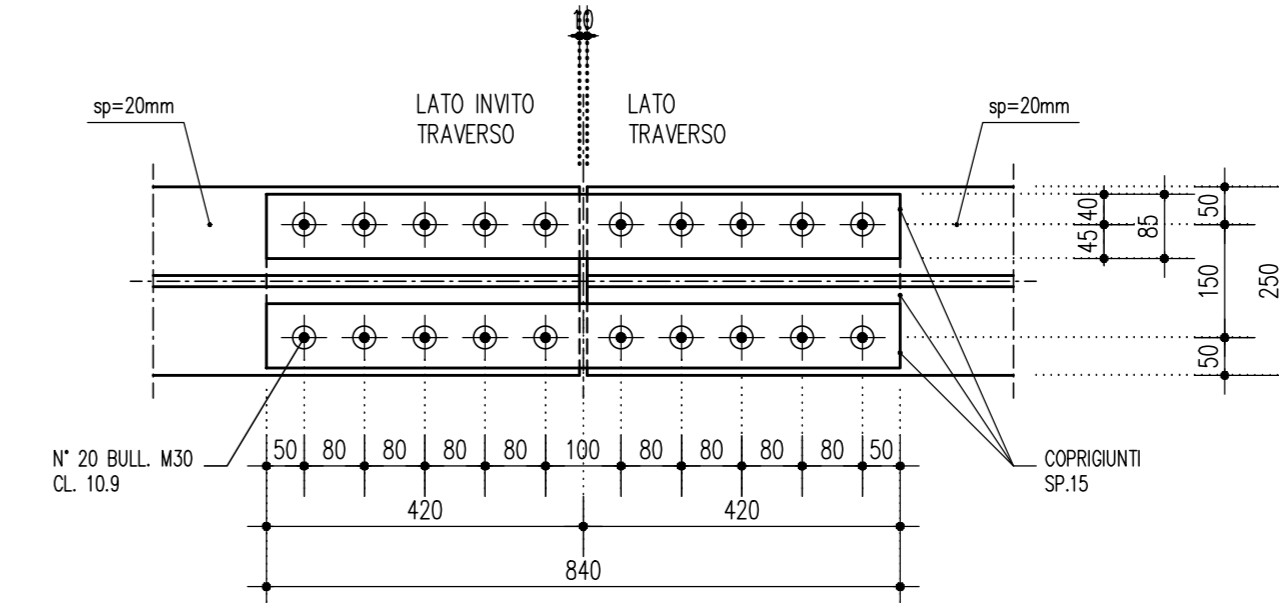 10
LATO INVITO
TRAVERSO
LATO
TRAVERSO
sp=20mm
sp=20mm
40
45
85
50
150
50
250
N° 20 BULL. M30
CL. 10.9
50 80 80 80 80 100 80 80 80 80 50
COPRIGIUNTI
SP.15
420 420
840